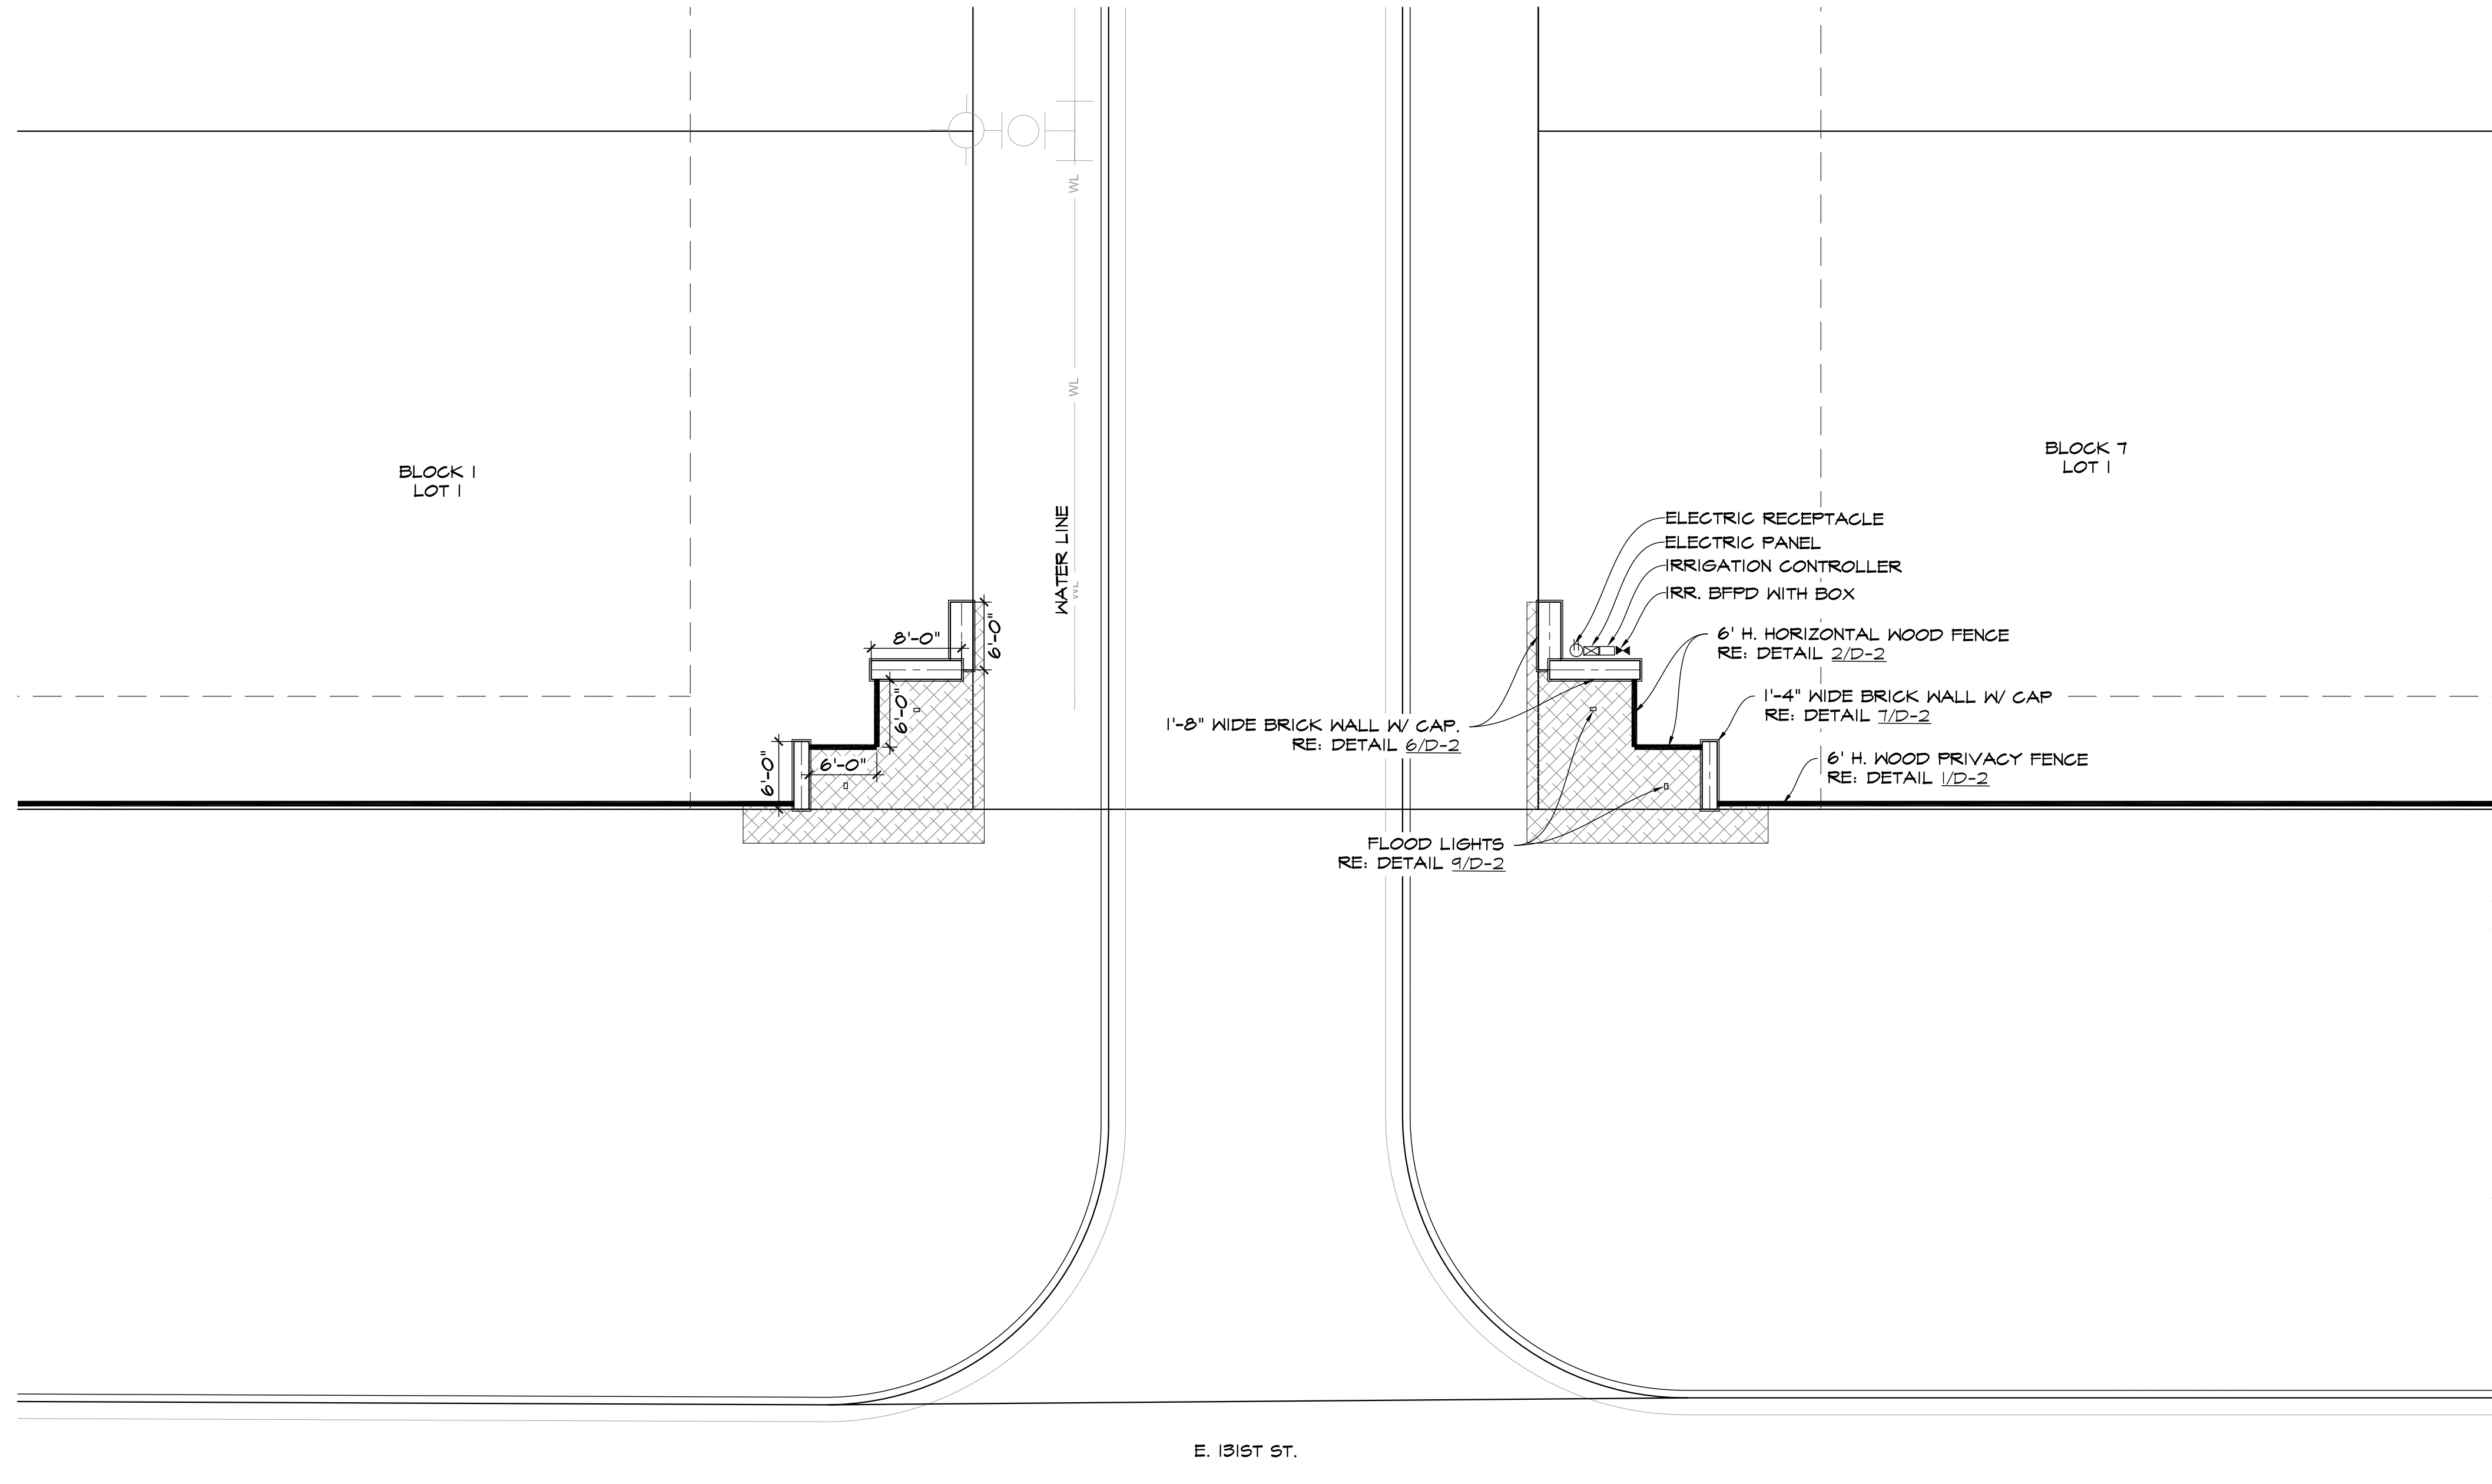 WL
WL
BLOCK 1
LOT 1
BLOCK 7
LOT 1
WATER LINE
WL
ELECTRIC RECEPTACLE
ELECTRIC PANEL
IRRIGATION CONTROLLER
IRR. BFPD WITH BOX
8'-0"
6'-0"
6'-0"
6'-0"
6'-0"
6' H. HORIZONTAL WOOD FENCE
RE: DETAIL 2/D-2
1'-4" WIDE BRICK WALL W/ CAP
RE: DETAIL 7/D-2
1'-8" WIDE BRICK WALL W/ CAP.
RE: DETAIL 6/D-2
6' H. WOOD PRIVACY FENCE
RE: DETAIL 1/D-2
FLOOD LIGHTS
RE: DETAIL 9/D-2
E. 131ST ST.